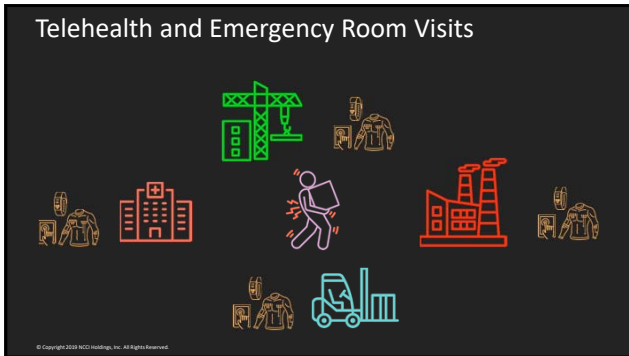 Telehealth and Emergency Room Visits
© Copyright 2019 NCCI Holdings, Inc. All Rights Reserved.